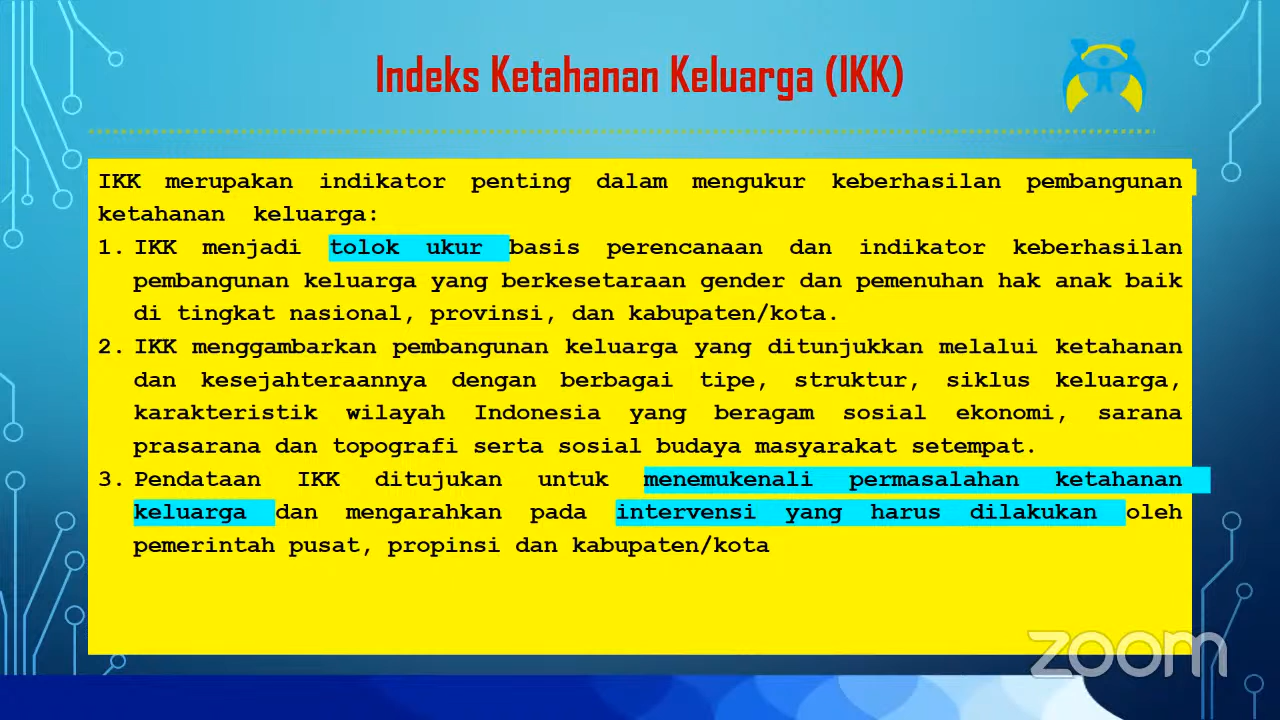 Indeks Ketahanan Keluarga (IKK)
IKK merupakan indikator penting dalam mengukur keberhasilan pembangunan
ketahanan keluarga:
1. IKK menjadi tolok ukur basis perencanaan dan indikator keberhasilan
pembangunan keluarga yang berkesetaraan gender dan pemenuhan hak anak baik
di tingkat nasional, provinsi, dan kabupaten/kota.
2. IKK menggambarkan pembangunan keluarga yang ditunjukkan melalui ketahanan
dan kesejahteraannya dengan berbagai tipe, struktur, siklus keluarga,
karakteristik wilayah Indonesia yang beragam sosial ekonomi, sarana
prasarana dan topografi serta sosial budaya masyarakat setempat.
3. Pendataan IKK ditujukan untuk menemukenali permasalahan ketahanan
keluarga dan mengarahkan pada intervensi yang harus dilakukan oleh
pemerintah pusat, propinsi dan kabupaten/kota
zoom